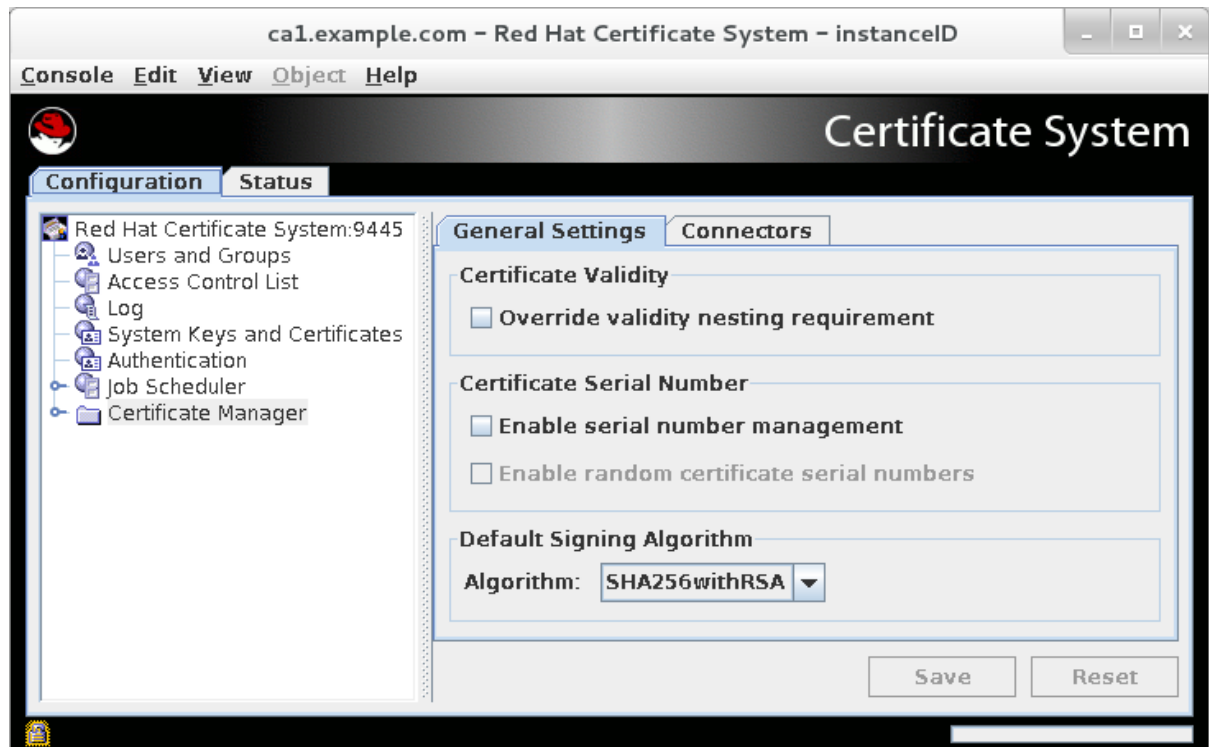 ca1.example.com – Red Hat Certificate System – instanceID
Console Edit View Object Help
Certificate System
Configuration Status
Red Hat Certificate System:9445
Users and Groups
Access Control List
Log
System Keys and Certificates
Authentication
Job Scheduler
Certificate Manager
General Settings Connectors
Certificate Validity
Override validity nesting requirement
Certificate Serial Number
Enable serial number management
Enable random certificate serial numbers
Default Signing Algorithm
Algorithm: SHA256withRSA
Save Reset